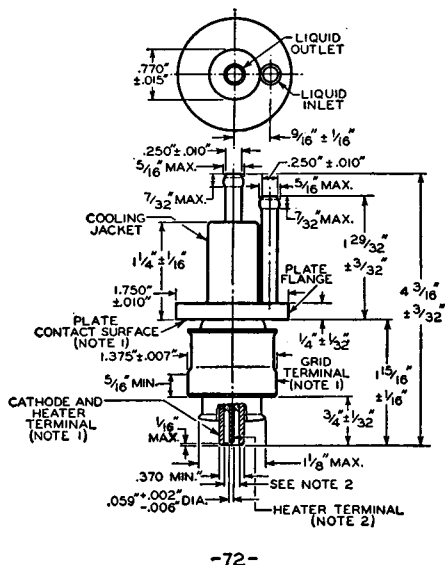 LIQUID
OUTLET
.770"
±.015"
LIQUID
INLET
9/16" ± 1/16"
.250"±.010"
.250" ±.010"
5/16" MAX.
5/16" MAX.
7/32" MAX.
7/32" MAX.
COOLING
JACKET
1 29/32"
± 3/32"
1 1/4" ± 1/16"
4 3/16"
± 3/32"
PLATE
FLANGE
1.750"
±.010"
PLATE
CONTACT SURFACE
(NOTE 1)
1/4" ± 1/32"
1.375"±.007"
GRID
TERMINAL
(NOTE 1)
1 15/16"
± 1/16"
5/16" MIN.
CATHODE AND
HEATER
TERMINAL
(NOTE 1)
3/4" ± 1/32"
1/16"
MAX.
1 1/8" MAX.
.370 MIN."
SEE NOTE 2
.059" +.002" -.006" DIA.
HEATER TERMINAL
(NOTE 2)
-72-